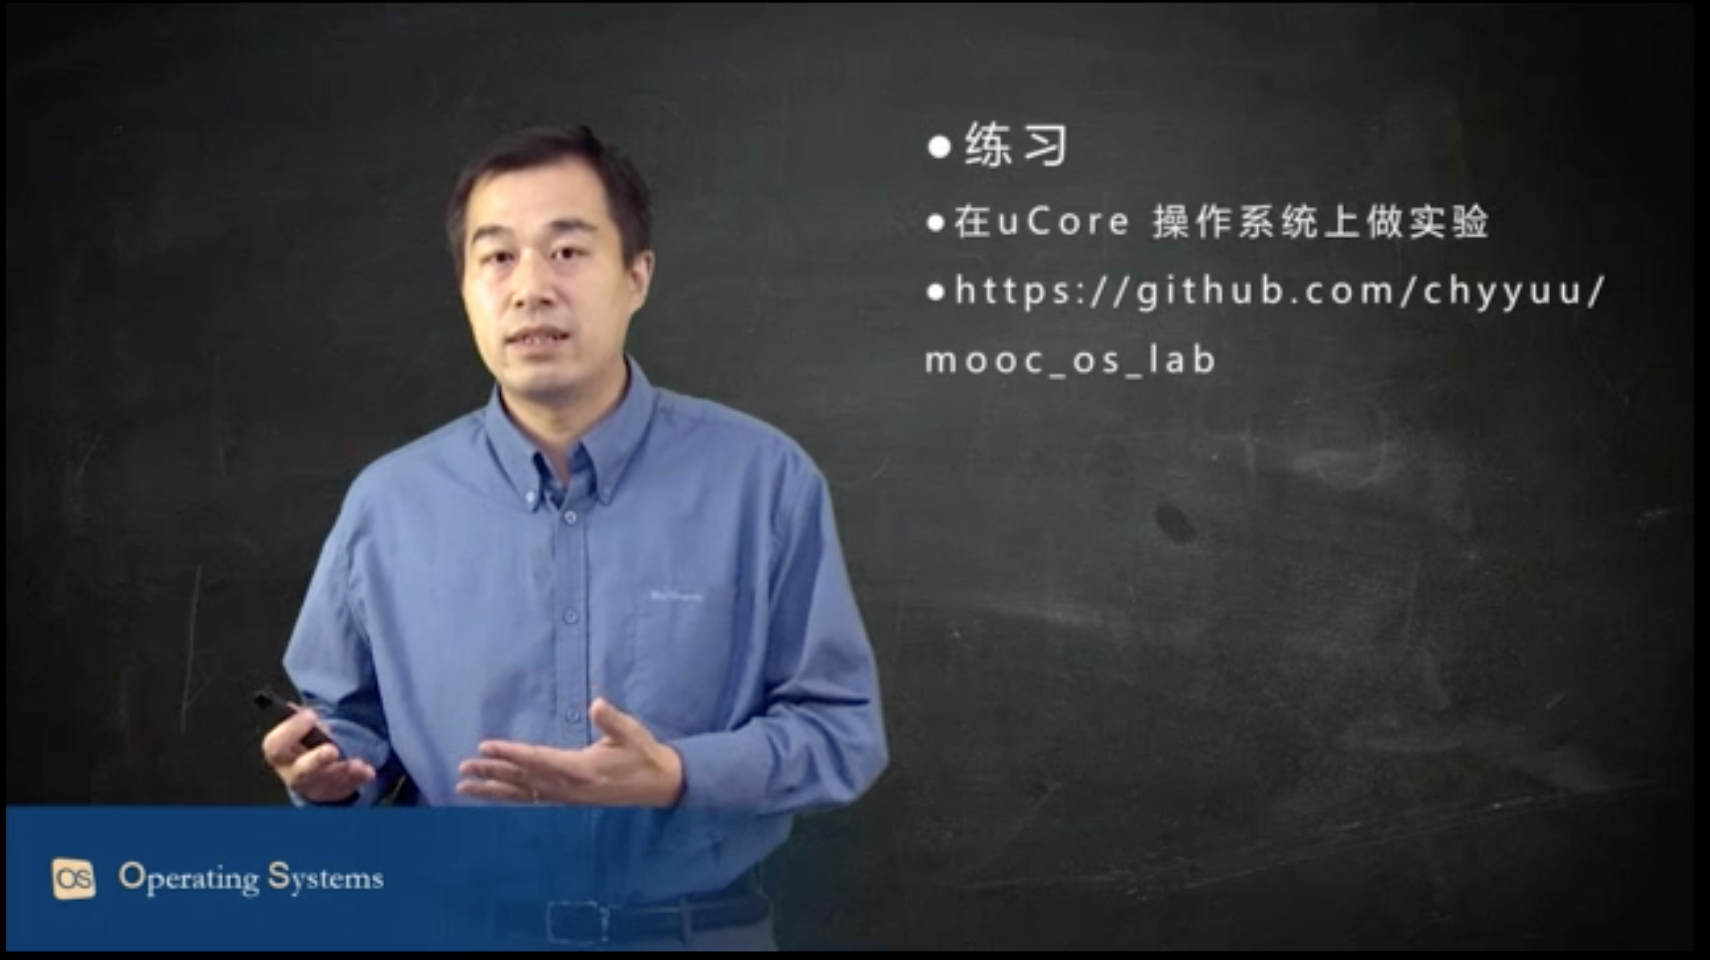 ●练习
●在uCore 操作系统上做实验
●https://github.com/chyyuu/
mooc_os_lab
OS Operating Systems